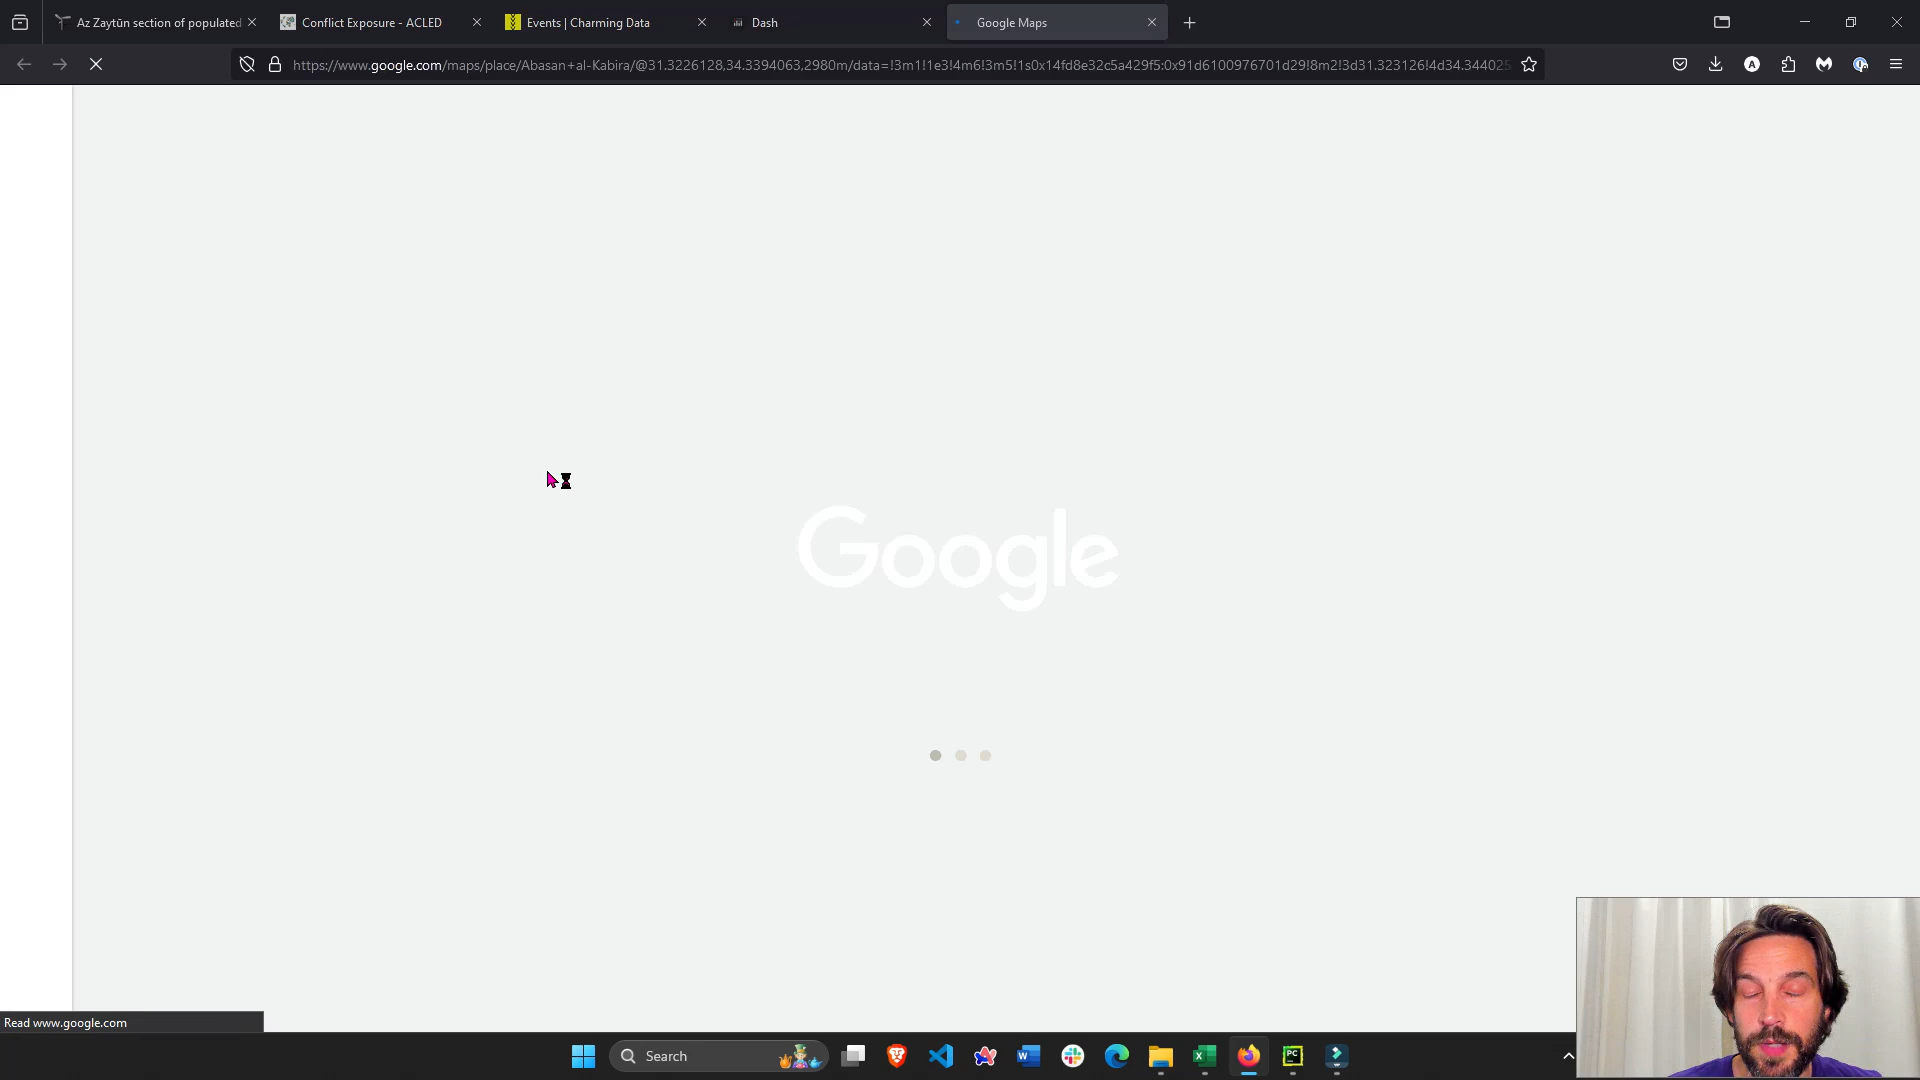 Az Zaytūn section of populated
Conflict Exposure - ACLED
Events | Charming Data
Dash
Google Maps
https://www.google.com/maps/place/Abasan+al-Kabira/@31.3226128,34.3394063,2980m/data=!3m1!1e3!4m6!3m5!1s0x14fd8e32c5a429f5:0x91d6100976701d29!8m2!3d31.323126!4d34.344025
Google
Read www.google.com
Search